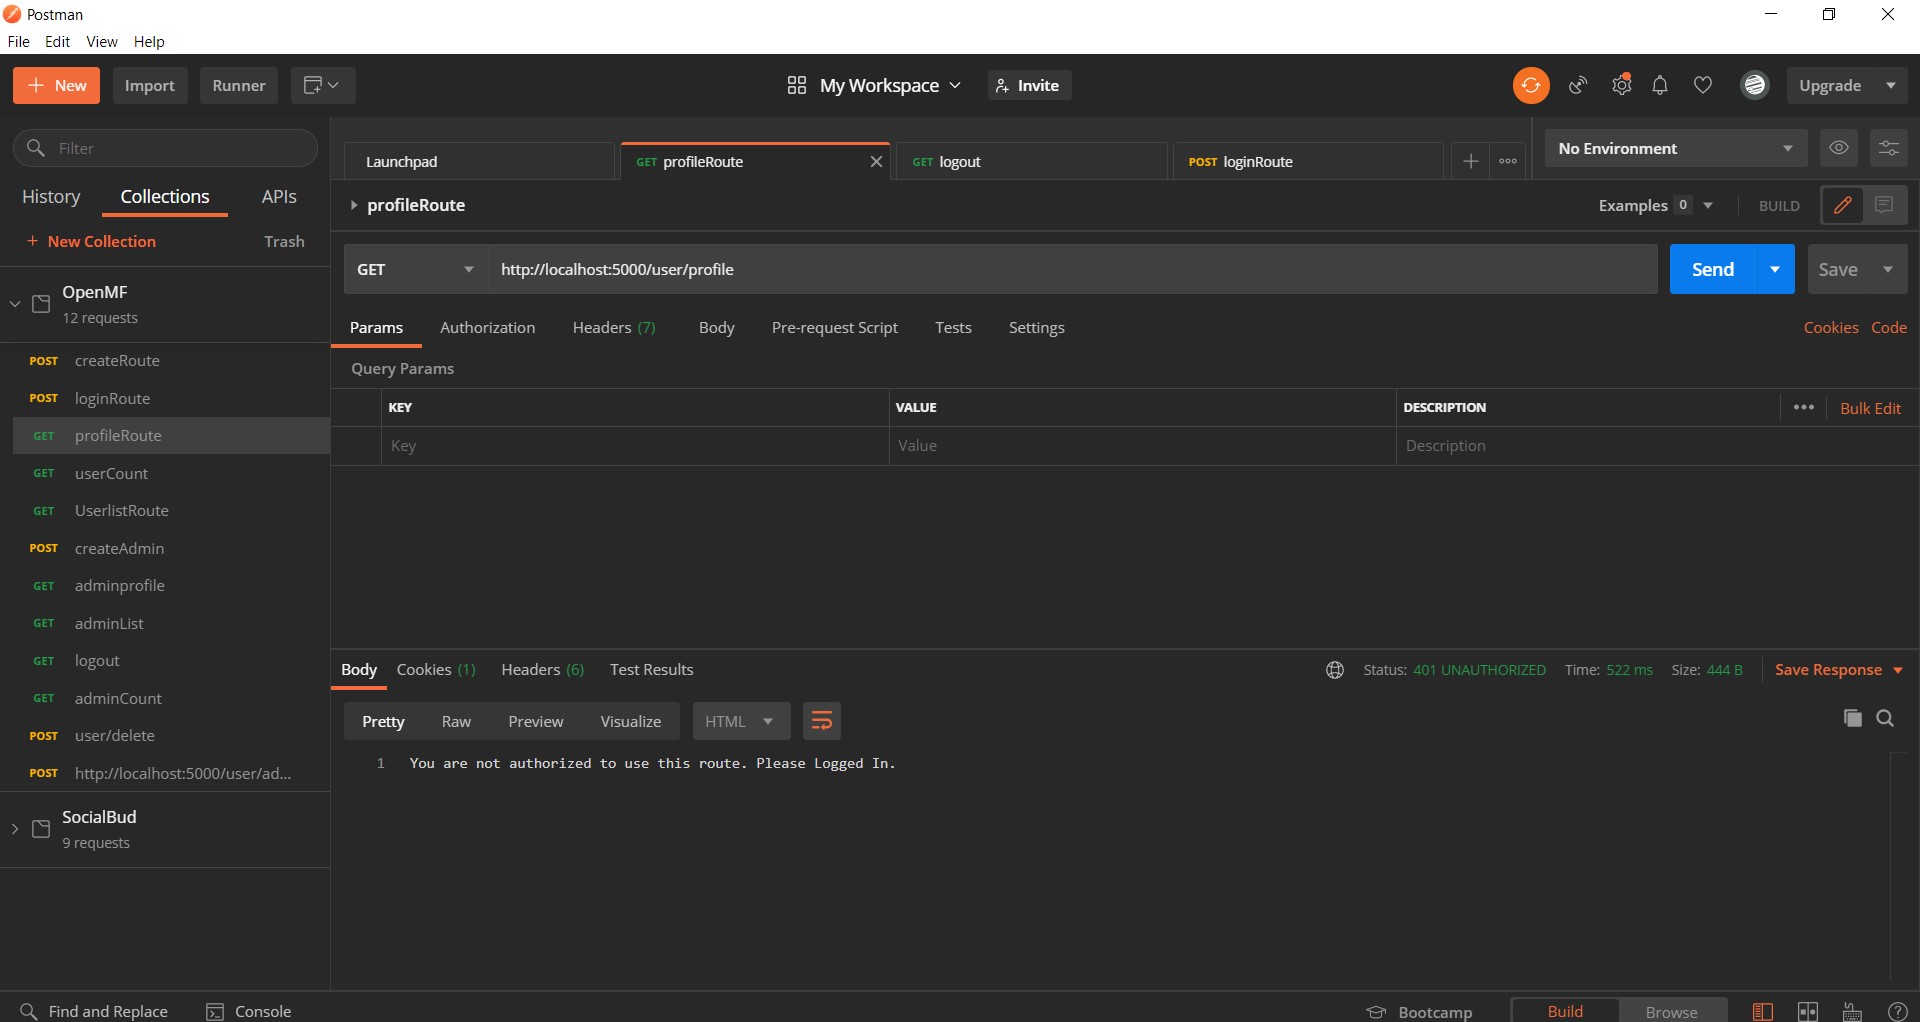 Postman
File Edit View Help
+ New Import Runner My Workspace Invite Upgrade
Filter
History Collections APIs
+ New Collection Trash
OpenMF
12 requests
POST createRoute
POST loginRoute
GET profileRoute
GET userCount
GET UserlistRoute
POST createAdmin
GET adminprofile
GET adminList
GET logout
GET adminCount
POST user/delete
POST http://localhost:5000/user/ad...
SocialBud
9 requests
Launchpad GET profileRoute GET logout POST loginRoute No Environment
profileRoute Examples 0 BUILD
GET http://localhost:5000/user/profile Send Save
Params Authorization Headers (7) Body Pre-request Script Tests Settings Cookies Code
Query Params
KEY VALUE DESCRIPTION Bulk Edit
Key Value Description
Body Cookies (1) Headers (6) Test Results Status: 401 UNAUTHORIZED Time: 522 ms Size: 444 B Save Response
Pretty Raw Preview Visualize HTML
1 You are not authorized to use this route. Please Logged In.
Find and Replace Console Bootcamp Build Browse